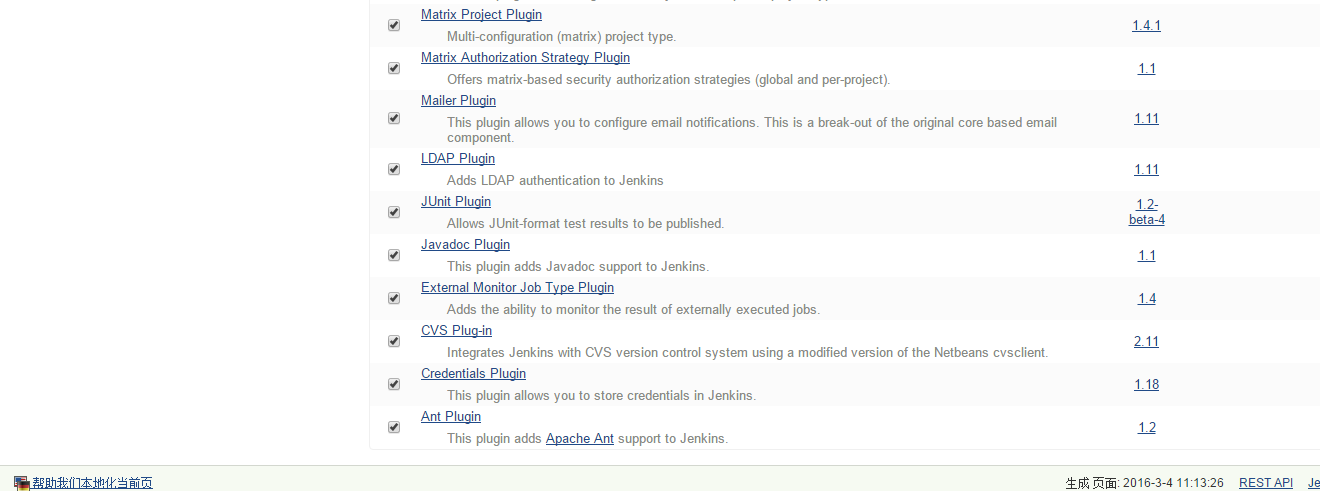 Matrix Project Plugin
Multi-configuration (matrix) project type.
1.4.1
Matrix Authorization Strategy Plugin
Offers matrix-based security authorization strategies (global and per-project).
1.1
Mailer Plugin
This plugin allows you to configure email notifications. This is a break-out of the original core based email
component.
1.11
LDAP Plugin
Adds LDAP authentication to Jenkins
1.11
JUnit Plugin
Allows JUnit-format test results to be published.
1.2-
beta-4
Javadoc Plugin
This plugin adds Javadoc support to Jenkins.
1.1
External Monitor Job Type Plugin
Adds the ability to monitor the result of externally executed jobs.
1.4
CVS Plug-in
Integrates Jenkins with CVS version control system using a modified version of the Netbeans cvsclient.
2.11
Credentials Plugin
This plugin allows you to store credentials in Jenkins.
1.18
Ant Plugin
This plugin adds Apache Ant support to Jenkins.
1.2
帮助我们本地化当前页 生成页面: 2016-3-4 11:13:26 REST API Je